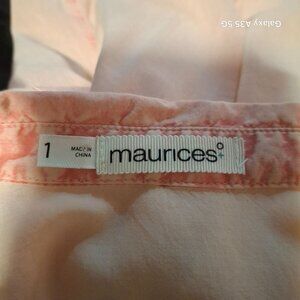 Galaxy A35 5G
1
MADE IN
CHINA
maurices